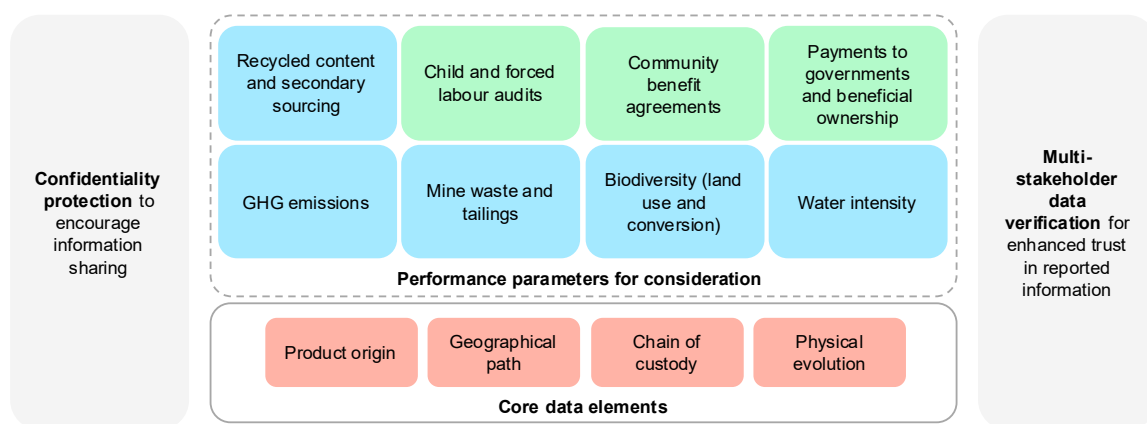 Confidentiality
protection to
encourage
information
sharing
Recycled content
and secondary
sourcing
Child and forced
labour audits
Community
benefit
agreements
Payments to
governments
and beneficial
ownership
GHG emissions
Mine waste and
tailings
Biodiversity (land
use and
conversion)
Water intensity
Performance parameters for consideration
Product origin
Geographical
path
Chain of
custody
Physical
evolution
Core data elements
Multi-
stakeholder
data
verification for
enhanced trust
in reported
information